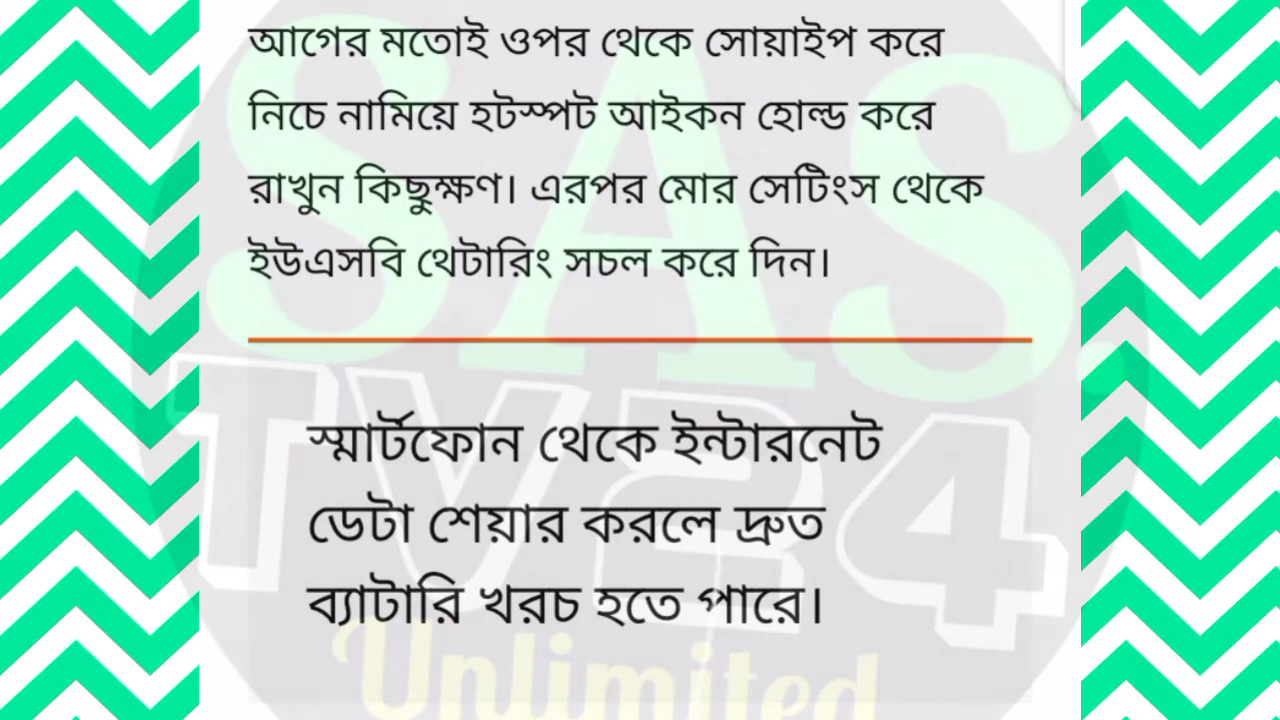 আগের মতোই ওপর থেকে সোয়াইপ করে
নিচে নামিয়ে হটস্পট আইকন হোল্ড করে
রাখুন কিছুক্ষণ। এরপর মোর সেটিংস থেকে
ইউএসবি থেটারিং সচল করে দিন।
স্মার্টফোন থেকে ইন্টারনেট
ডেটা শেয়ার করলে দ্রুত
ব্যাটারি খরচ হতে পারে।
SAS
TV24
Unlimited